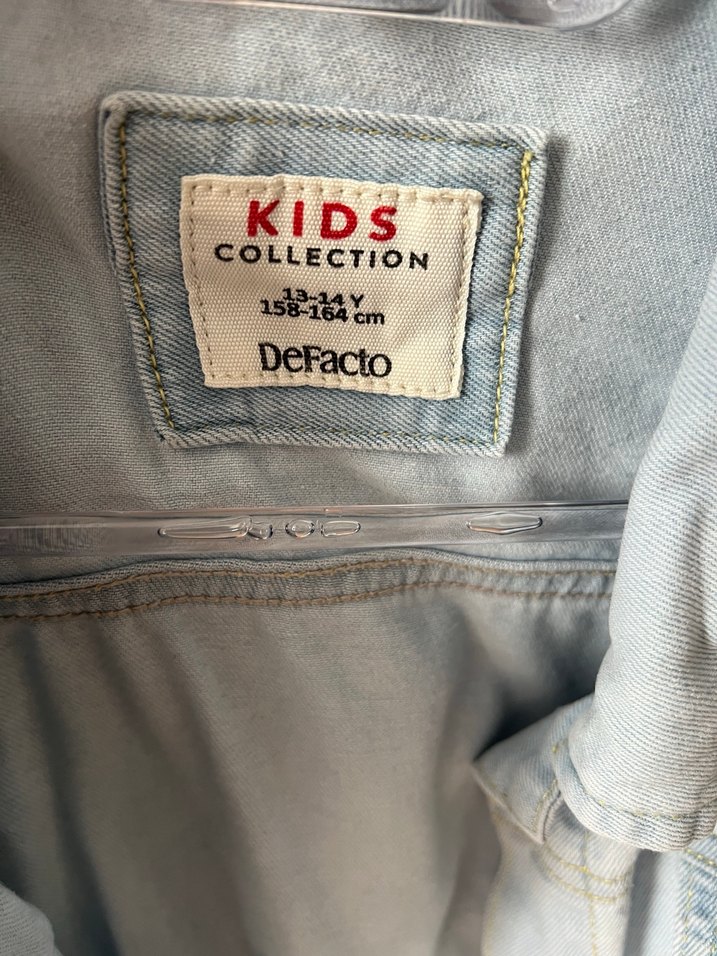 KIDS
COLLECTION
13-14 Y
158-164 cm
DeFacto